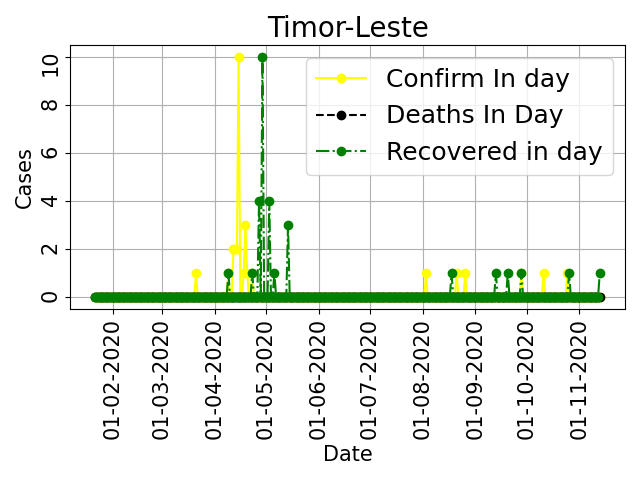 Timor-Leste
Confirm In day
Deaths In Day
Recovered in day
Cases
10
8
6
4
2
0
01-02-2020
01-03-2020
01-04-2020
01-05-2020
01-06-2020
01-07-2020
01-08-2020
01-09-2020
01-10-2020
01-11-2020
Date